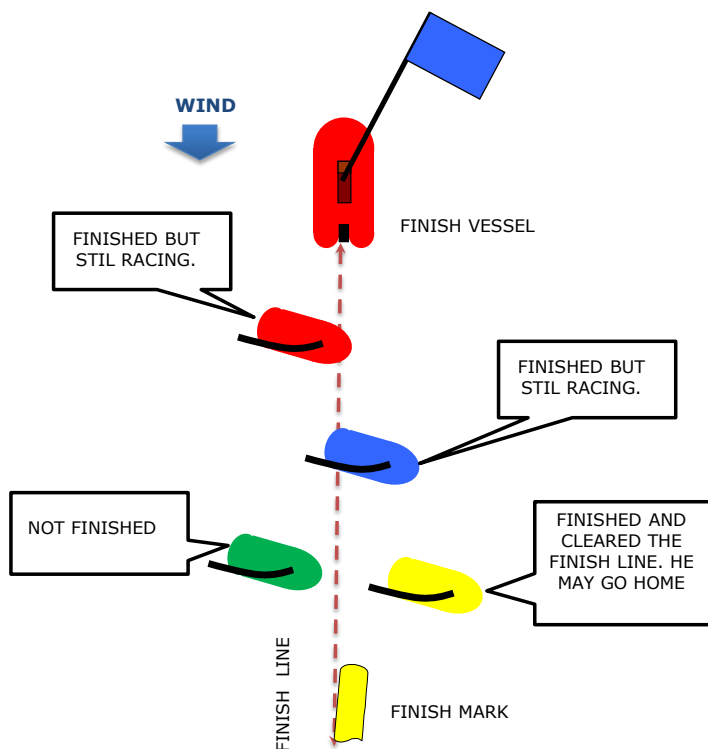 WIND
FINISH VESSEL
FINISHED BUT
STIL RACING.
FINISHED BUT
STIL RACING.
NOT FINISHED
FINISHED AND
CLEARED THE
FINISH LINE. HE
MAY GO HOME
FINISH LINE
FINISH MARK